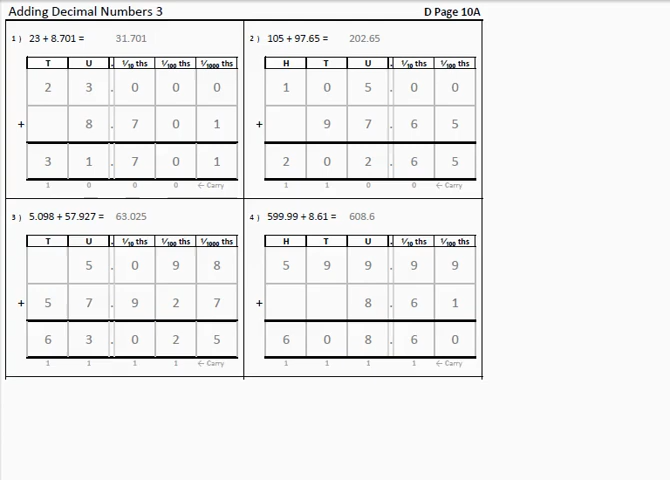 Adding Decimal Numbers 3 D Page 10A
1 ) 23 + 8.701 = 31.701
T U . 1/10 ths 1/100 ths 1/1000 ths
2 3 . 0 0 0
+ 8 . 7 0 1
3 1 . 7 0 1
1 0 0 0 ← Carry
2 ) 105 + 97.65 = 202.65
H T U . 1/10 ths 1/100 ths
1 0 5 . 0 0
+ 9 7 . 6 5
2 0 2 . 6 5
1 1 0 0 ← Carry
3 ) 5.098 + 57.927 = 63.025
T U . 1/10 ths 1/100 ths 1/1000 ths
5 . 0 9 8
+ 5 7 . 9 2 7
6 3 . 0 2 5
1 1 1 1 ← Carry
4 ) 599.99 + 8.61 = 608.6
H T U . 1/10 ths 1/100 ths
5 9 9 . 9 9
+ 8 . 6 1
6 0 8 . 6 0
1 1 1 1 ← Carry